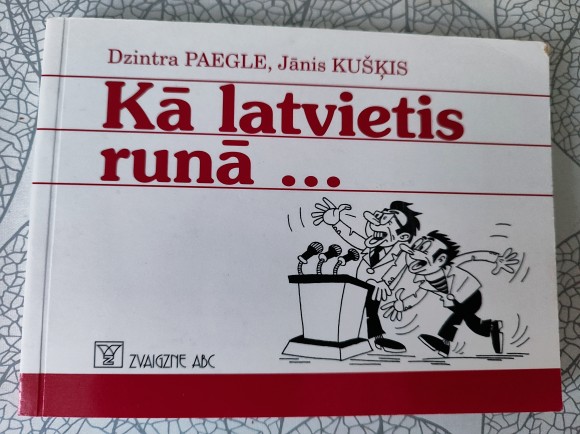 Dzintra PAEGLE, Jānis KUŠĶIS
Kā latvietis
runā ...
ZVAIGZNE ABC